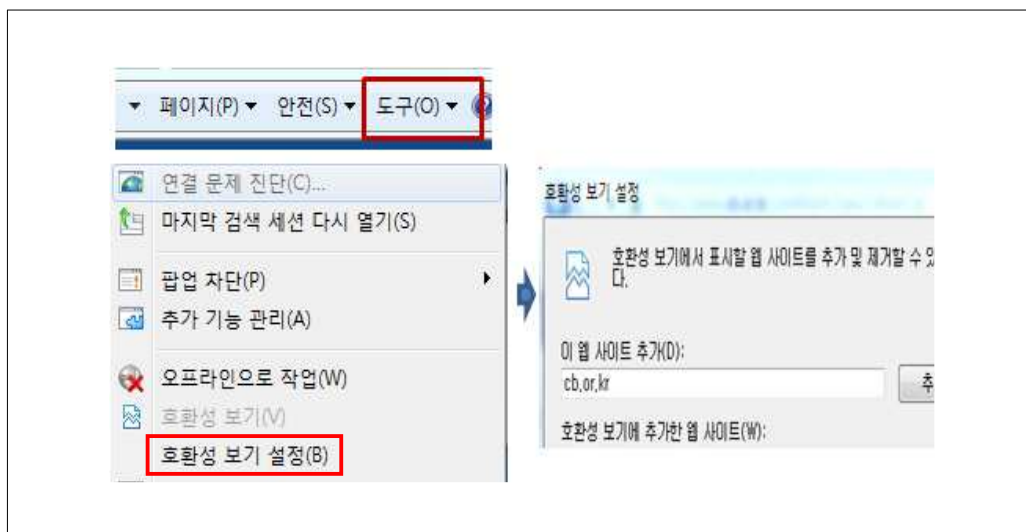 페이지(P) 안전(S) 도구(O)
연결 문제 진단(C)...
마지막 검색 세션 다시 열기(S)
팝업 차단(P)
추가 기능 관리(A)
오프라인으로 작업(W)
호환성 보기(V)
호환성 보기 설정(B)
호환성 보기 설정
호환성 보기에서 표시할 웹 사이트를 추가 및 제거할 수 있
다.
이 웹 사이트 추가(D):
cb,or,kr
추
호환성 보기에 추가한 웹 사이트(W):